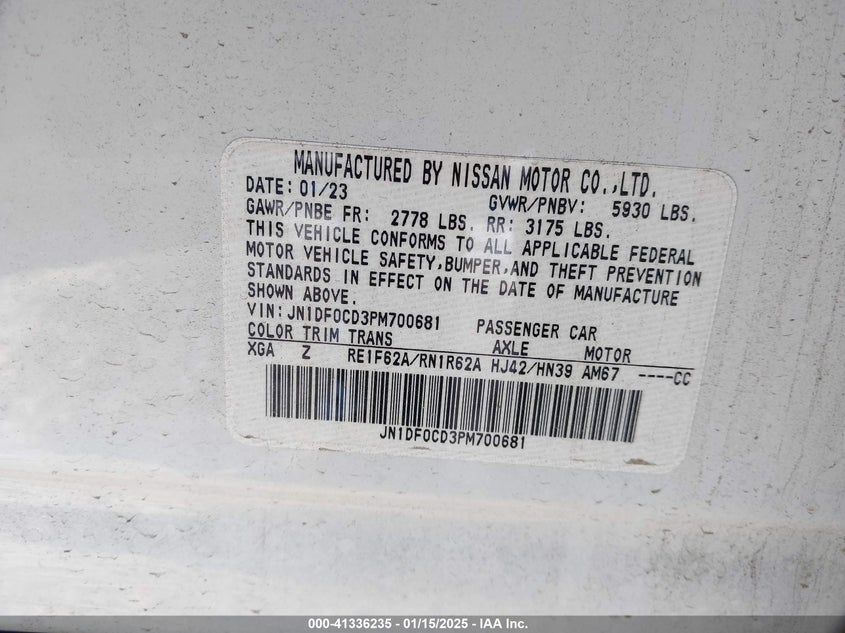 MANUFACTURED BY NISSAN MOTOR CO.,LTD.
DATE: 01/23 GVWR/PNBV: 5930 LBS.
GAWR/PNBE FR: 2778 LBS. RR: 3175 LBS.
THIS VEHICLE CONFORMS TO ALL APPLICABLE FEDERAL
MOTOR VEHICLE SAFETY,BUMPER,AND THEFT PREVENTION
STANDARDS IN EFFECT ON THE DATE OF MANUFACTURE
SHOWN ABOVE.
VIN:JN1DF0CD3PM700681 PASSENGER CAR
COLOR TRIM TRANS AXLE MOTOR
XGA Z RE1F62A/RN1R62A HJ42/HN39 AM67 ----CC
JN1DF0CD3PM700681
000-41336235 - 01/15/2025 - IAA Inc.